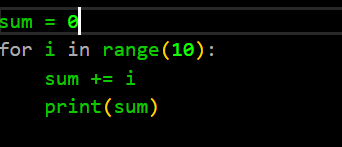 sum = 0
for i in range(10):
    sum += i
    print(sum)